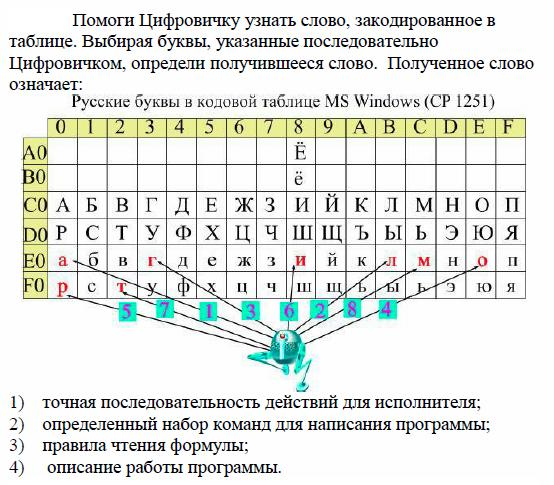 Помоги Цифровичку узнать слово, закодированное в
таблице. Выбирая буквы, указанные последовательно
Цифровичком, определи получившееся слово. Полученное слово
означает:
Русские буквы в кодовой таблице MS Windows (CP 1251)
0 1 2 3 4 5 6 7 8 9 A B C D E F
A0 Ё
B0 ё
C0 А Б В Г Д Е Ж З И Й К Л М Н О П
D0 Р С Т У Ф Х Ц Ч Ш Щ Ъ Ы Ь Э Ю Я
E0 а б в г д е ж з и й к л м н о п
F0 р с т у ф х ц ч ш щ ъ ы ь э ю я
5 7 1 3 6 2 8 4
1) точная последовательность действий для исполнителя;
2) определенный набор команд для написания программы;
3) правила чтения формулы;
4) описание работы программы.